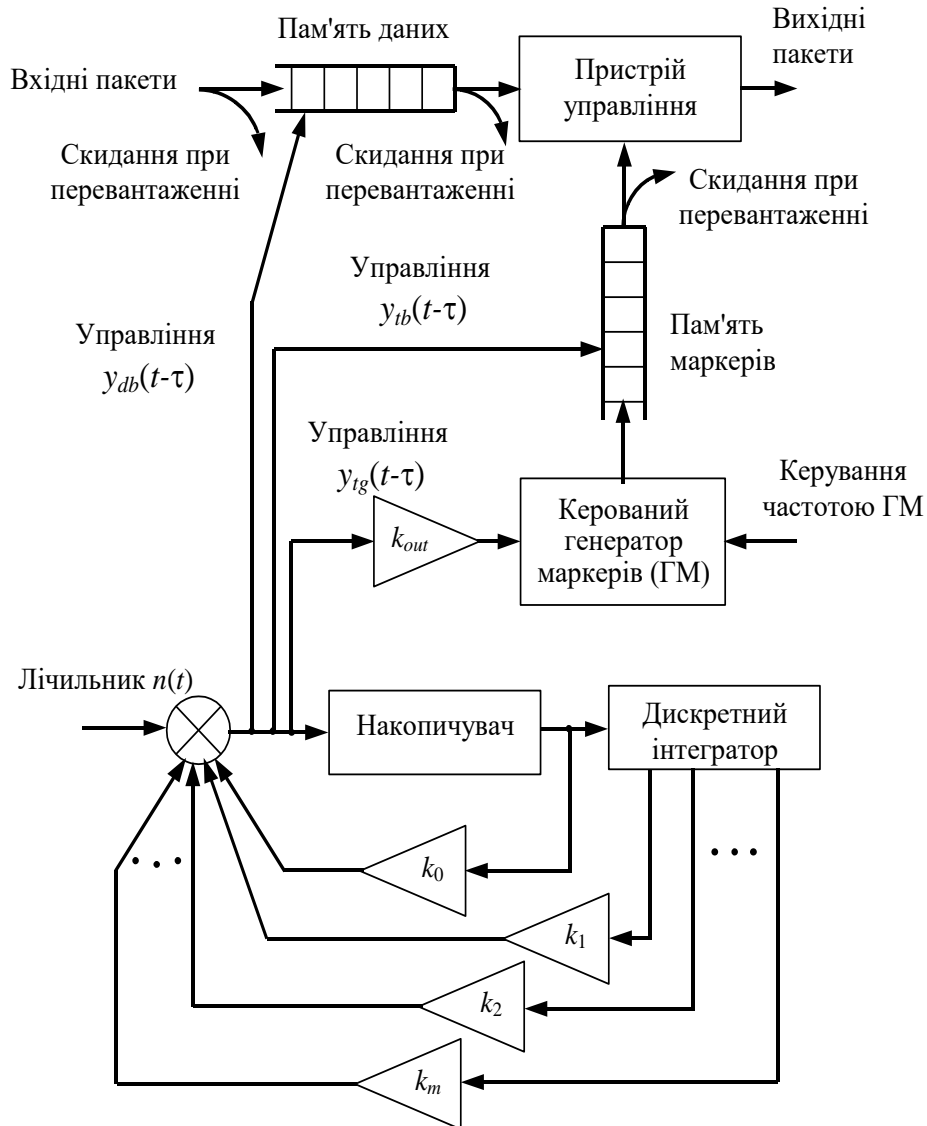 Пам'ять даних
Вхідні пакети
Пристрій
управління
Вихідні
пакети
Скидання при
перевантаженні
Скидання при
перевантаженні
Скидання при
перевантаженні
Управління
y_tb(t-τ)
Управління
y_db(t-τ)
Пам'ять
маркерів
Управління
y_tg(t-τ)
k_out
Керований
генератор
маркерів (ГМ)
Керування
частотою ГМ
Лічильник n(t)
Накопичувач
Дискретний
інтегратор
• • •
• • •
k_0
k_1
k_2
k_m